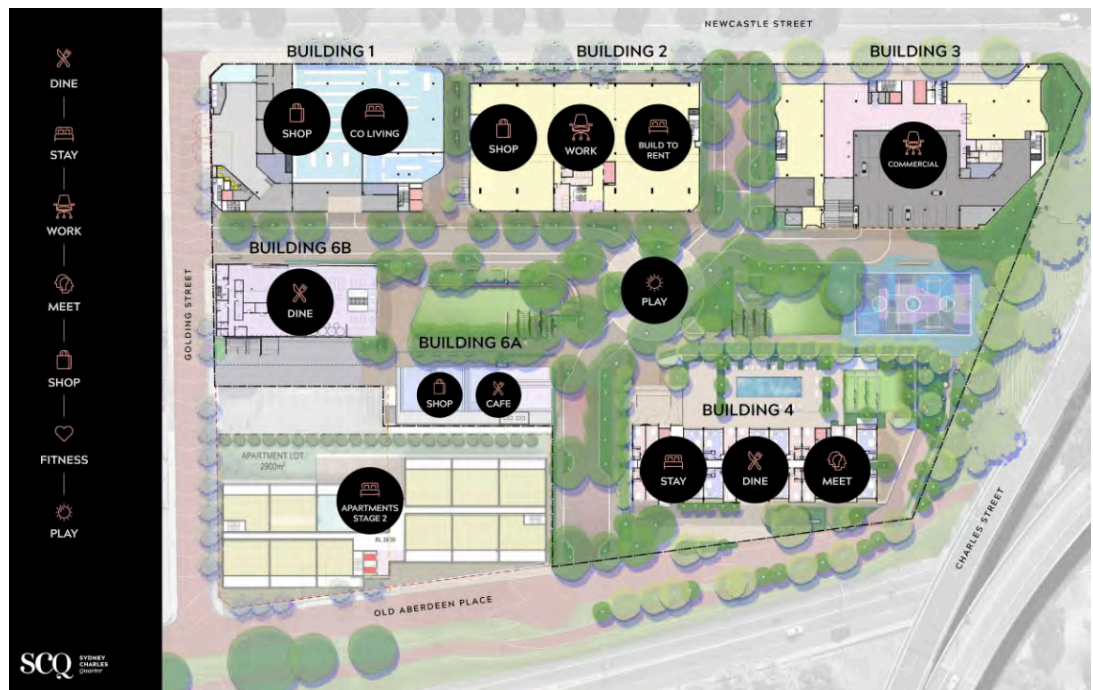 DINE
STAY
WORK
MEET
SHOP
FITNESS
PLAY
SCQ
SYDNEY
CHARLES
Quarter
NEWCASTLE STREET
BUILDING 1
BUILDING 2
BUILDING 3
SHOP
CO LIVING
SHOP
WORK
BUILD TO
RENT
COMMERCIAL
BUILDING 6B
DINE
PLAY
GOLDING STREET
BUILDING 6A
SHOP
CAFE
BUILDING 4
STAY
DINE
MEET
APARTMENT LOT
2900m²
APARTMENTS
STAGE 2
CHARLES STREET
OLD ABERDEEN PLACE